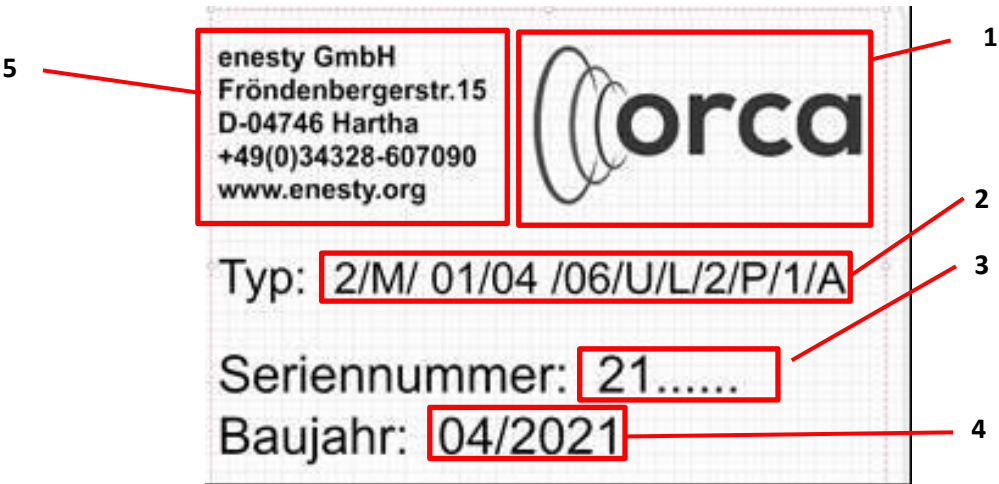 5
enesty GmbH
Fröndenbergerstr.15
D-04746 Hartha
+49(0)34328-607090
www.enesty.org
orca
1
2
Typ: 2/M/ 01/04 /06/U/L/2/P/1/A
3
Seriennummer: 21......
Baujahr: 04/2021
4